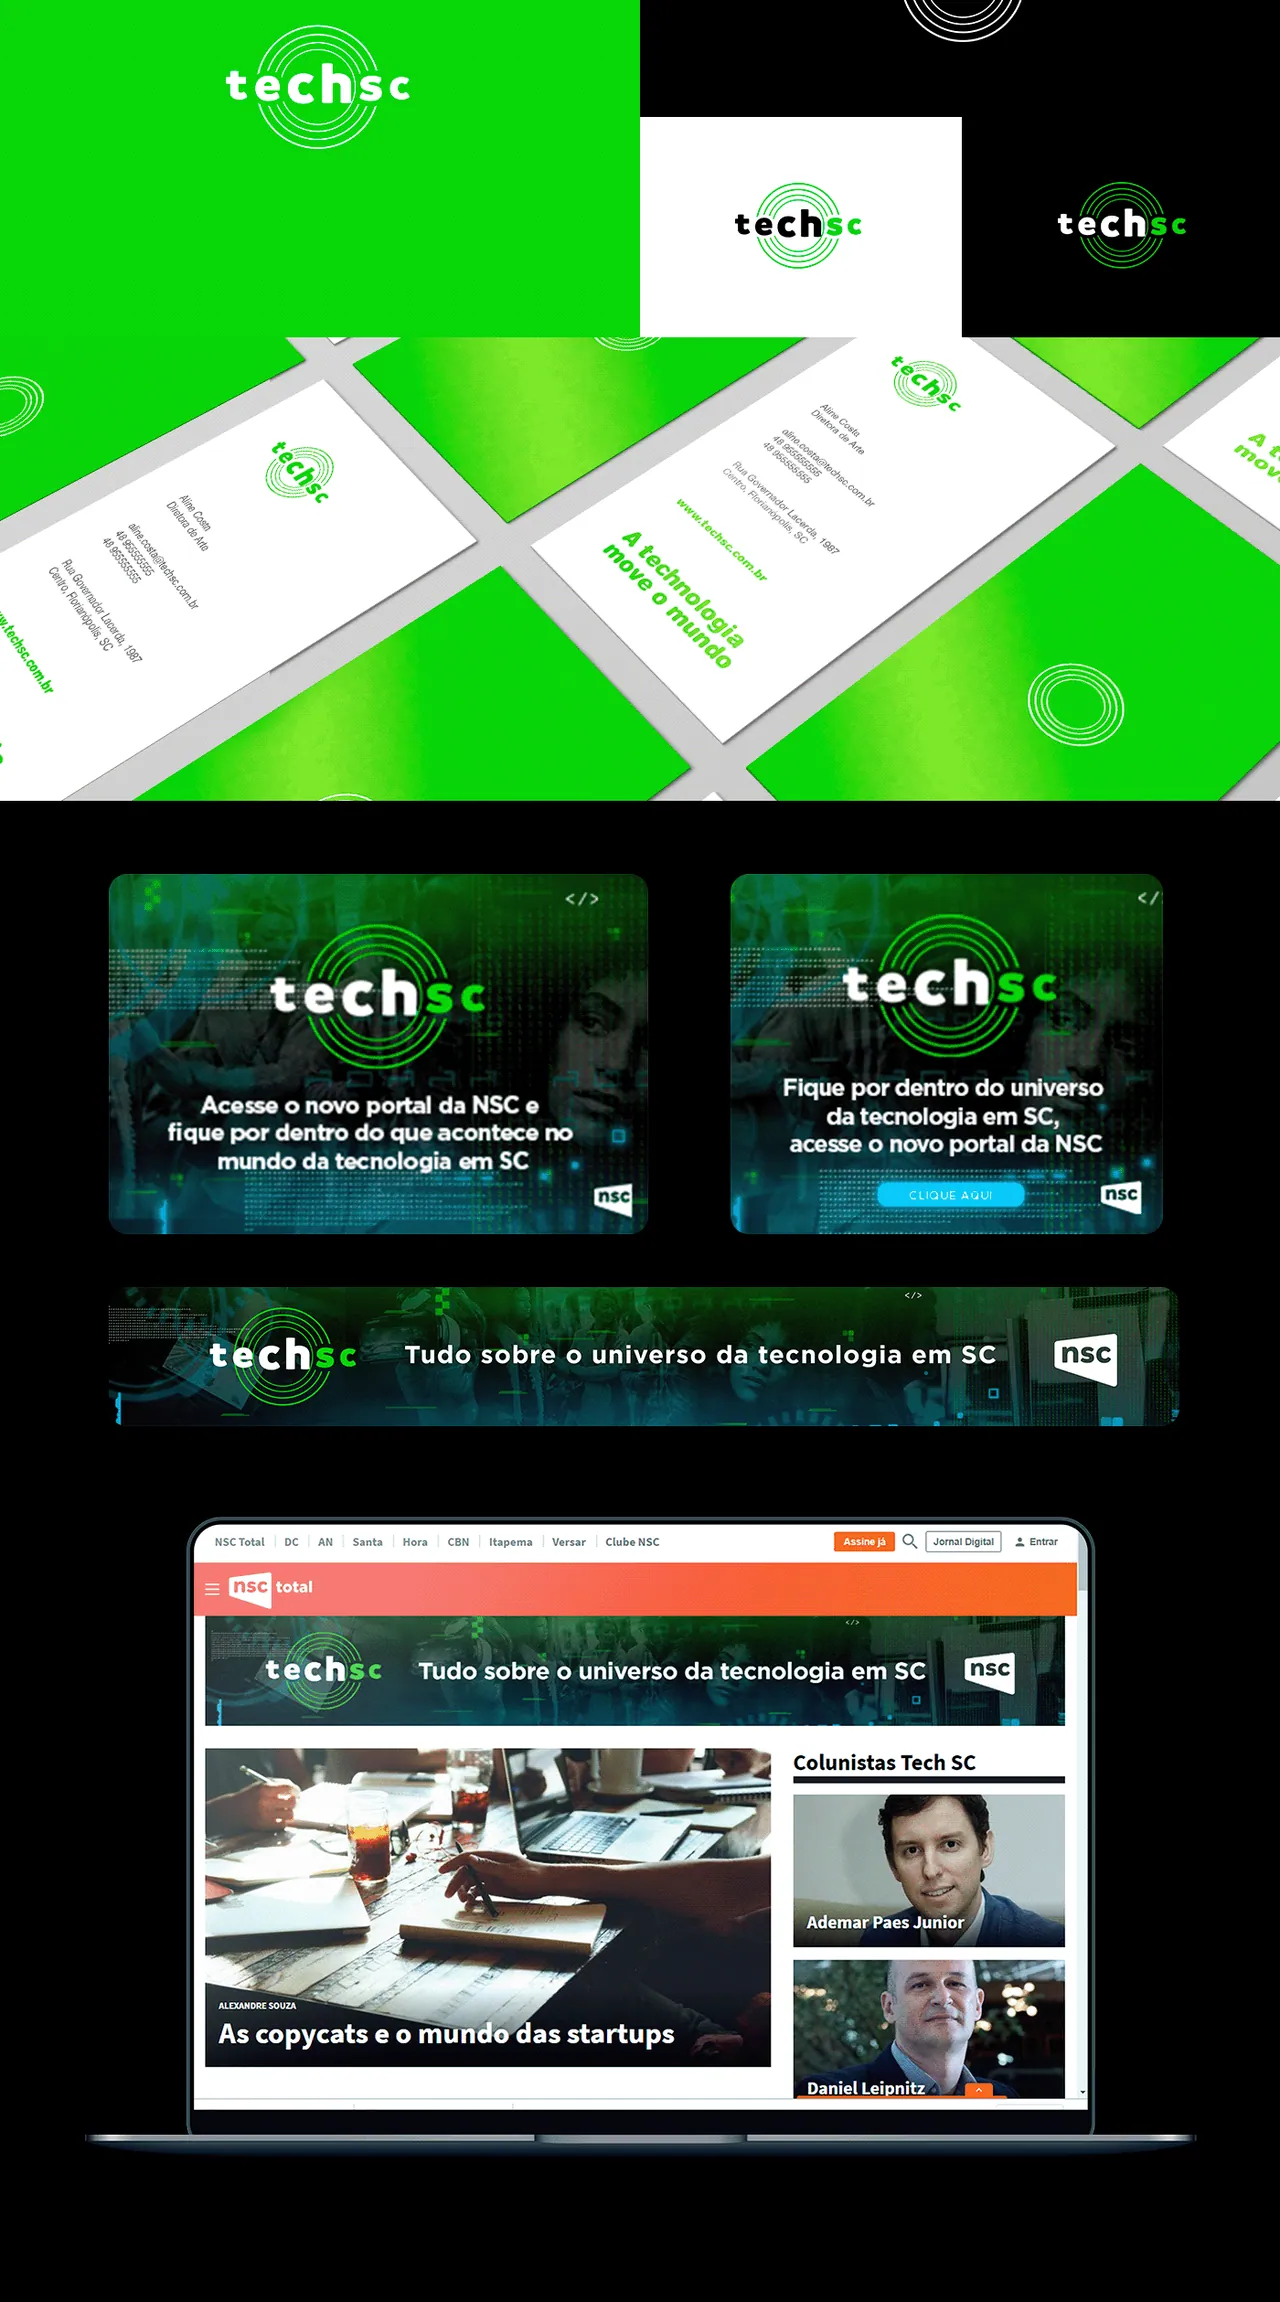 techsc
techsc
techsc
techsc
Aline Costa
Diretora de Arte
aline.costa@techsc.com.br
48 955555555
48 955555555
Rua Governador Lacerda, 1987
Centro, Florianópolis, SC
www.techsc.com.br
techsc
Aline Costa
Diretora de Arte
aline.costa@techsc.com.br
48 955555555
48 955555555
Rua Governador Lacerda, 1987
Centro, Florianópolis, SC
www.techsc.com.br
A technologia
move o mundo
</>
techsc
Acesse o novo portal da NSC e
fique por dentro do que acontece no
mundo da tecnologia em SC
nsc
techsc
Fique por dentro do universo
da tecnologia em SC,
acesse o novo portal da NSC
CLIQUE AQUI
nsc
</>
techsc Tudo sobre o universo da tecnologia em SC nsc
NSC Total DC AN Santa Hora CBN Itapema Versar Clube NSC Assine já Jornal Digital Entrar
nsc total
</>
techsc Tudo sobre o universo da tecnologia em SC nsc
Colunistas Tech SC
Ademar Paes Junior
ALEXANDRE SOUZA
As copycats e o mundo das startups
Daniel Leipnitz